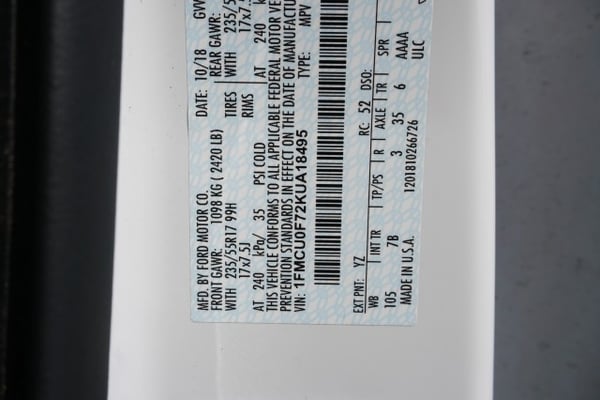 MFD. BY FORD MOTOR CO. DATE: 10/18 GVW
FRONT GAWR: 1098 KG ( 2420 LB) REAR GAWR:
WITH 235/55R17 99H TIRES WITH 235/5
17x7.5J RIMS 17x7.5
AT 240 kPa/ 35 PSI COLD AT 240 k
THIS VEHICLE CONFORMS TO ALL APPLICABLE FEDERAL MOTOR VE
PREVENTION STANDARDS IN EFFECT ON THE DATE OF MANUFACTUR
VIN: 1FMCU0F72KUA18495 TYPE: MPV
EXT PNT: YZ RC: 52 DSO:
WB INT TR TP/PS R AXLE TR SPR
105 7B 3 35 6 AAAA
MADE IN U.S.A. 1201810266726 ULC